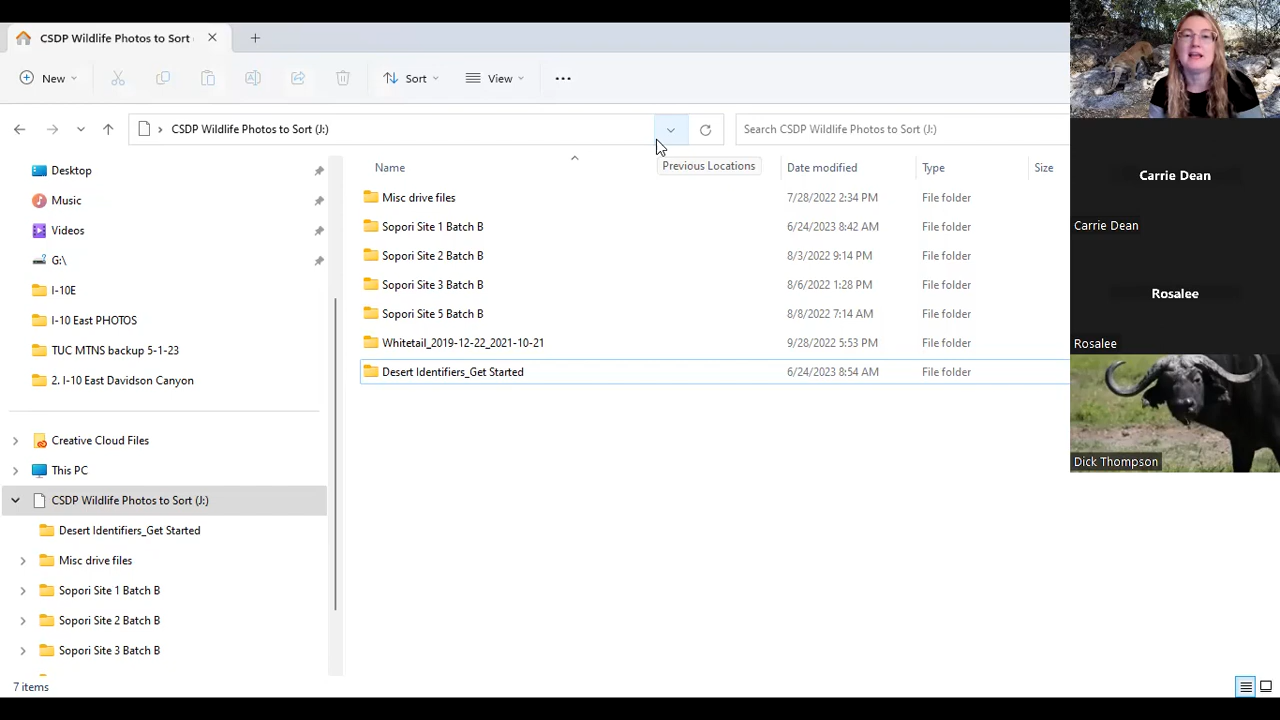 CSDP Wildlife Photos to Sort
New
Sort
View
CSDP Wildlife Photos to Sort (J:)
Search CSDP Wildlife Photos to Sort (J:)
Previous Locations
Name
Date modified
Type
Size
Misc drive files 7/28/2022 2:34 PM File folder
Sopori Site 1 Batch B 6/24/2023 8:42 AM File folder
Sopori Site 2 Batch B 8/3/2022 9:14 PM File folder
Sopori Site 3 Batch B 8/6/2022 1:28 PM File folder
Sopori Site 5 Batch B 8/8/2022 7:14 AM File folder
Whitetail_2019-12-22_2021-10-21 9/28/2022 5:53 PM File folder
Desert Identifiers_Get Started 6/24/2023 8:54 AM File folder
Desktop
Music
Videos
G:\
I-10E
I-10 East PHOTOS
TUC MTNS backup 5-1-23
2. I-10 East Davidson Canyon
Creative Cloud Files
This PC
CSDP Wildlife Photos to Sort (J:)
Desert Identifiers_Get Started
Misc drive files
Sopori Site 1 Batch B
Sopori Site 2 Batch B
Sopori Site 3 Batch B
7 items
Carrie Dean
Carrie Dean
Rosalee
Rosalee
Dick Thompson